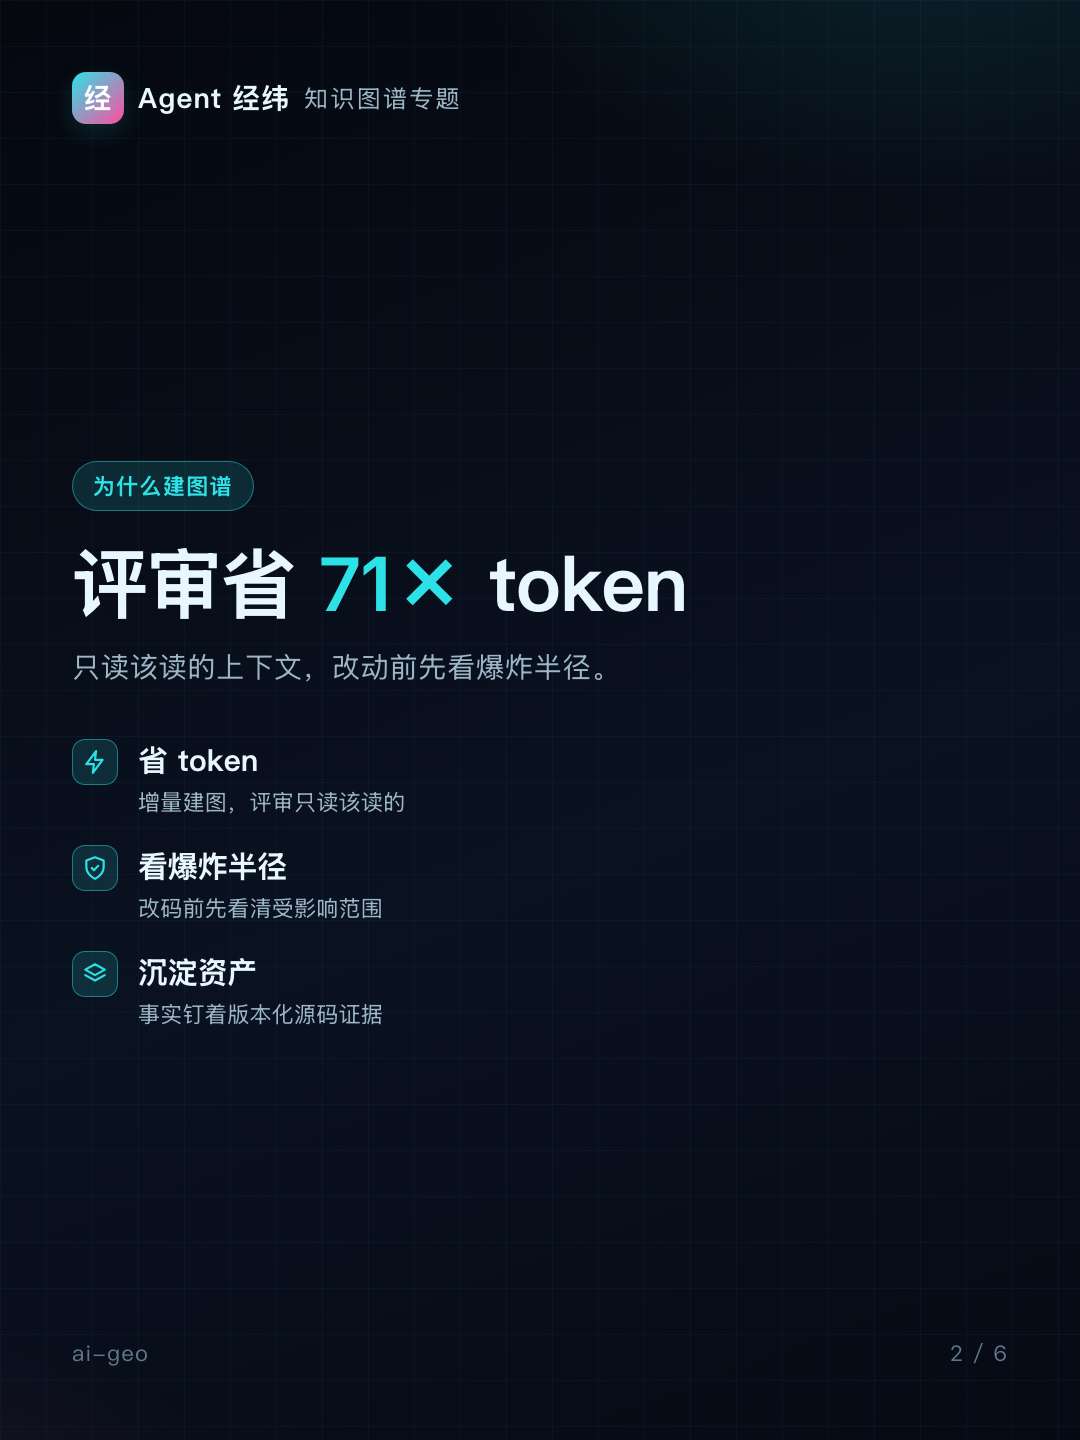 经 Agent 经纬 知识图谱专题
为什么建图谱
评审省 71× token
只读该读的上下文，改动前先看爆炸半径。
省 token
增量建图，评审只读该读的
看爆炸半径
改码前先看清受影响范围
沉淀资产
事实钉着版本化源码证据
ai-geo
2 / 6